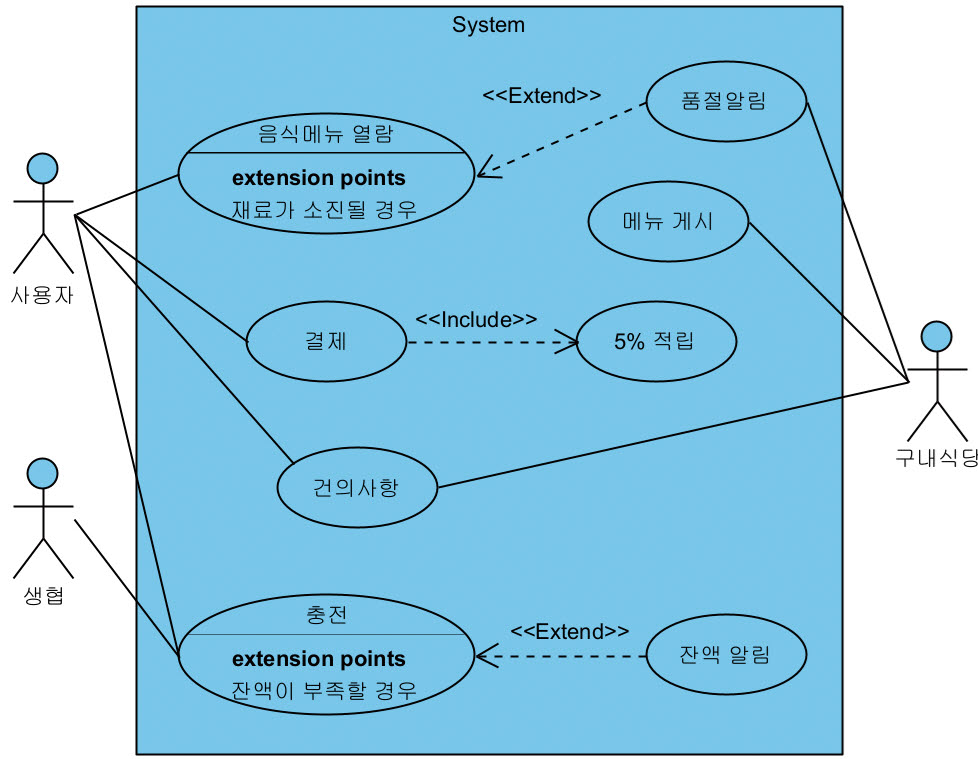 System
<<Extend>>
품절알림
음식메뉴 열람
extension points
재료가 소진될 경우
메뉴 게시
사용자
결제
<<Include>>
5% 적립
구내식당
건의사항
생협
충전
extension points
잔액이 부족할 경우
<<Extend>>
잔액 알림